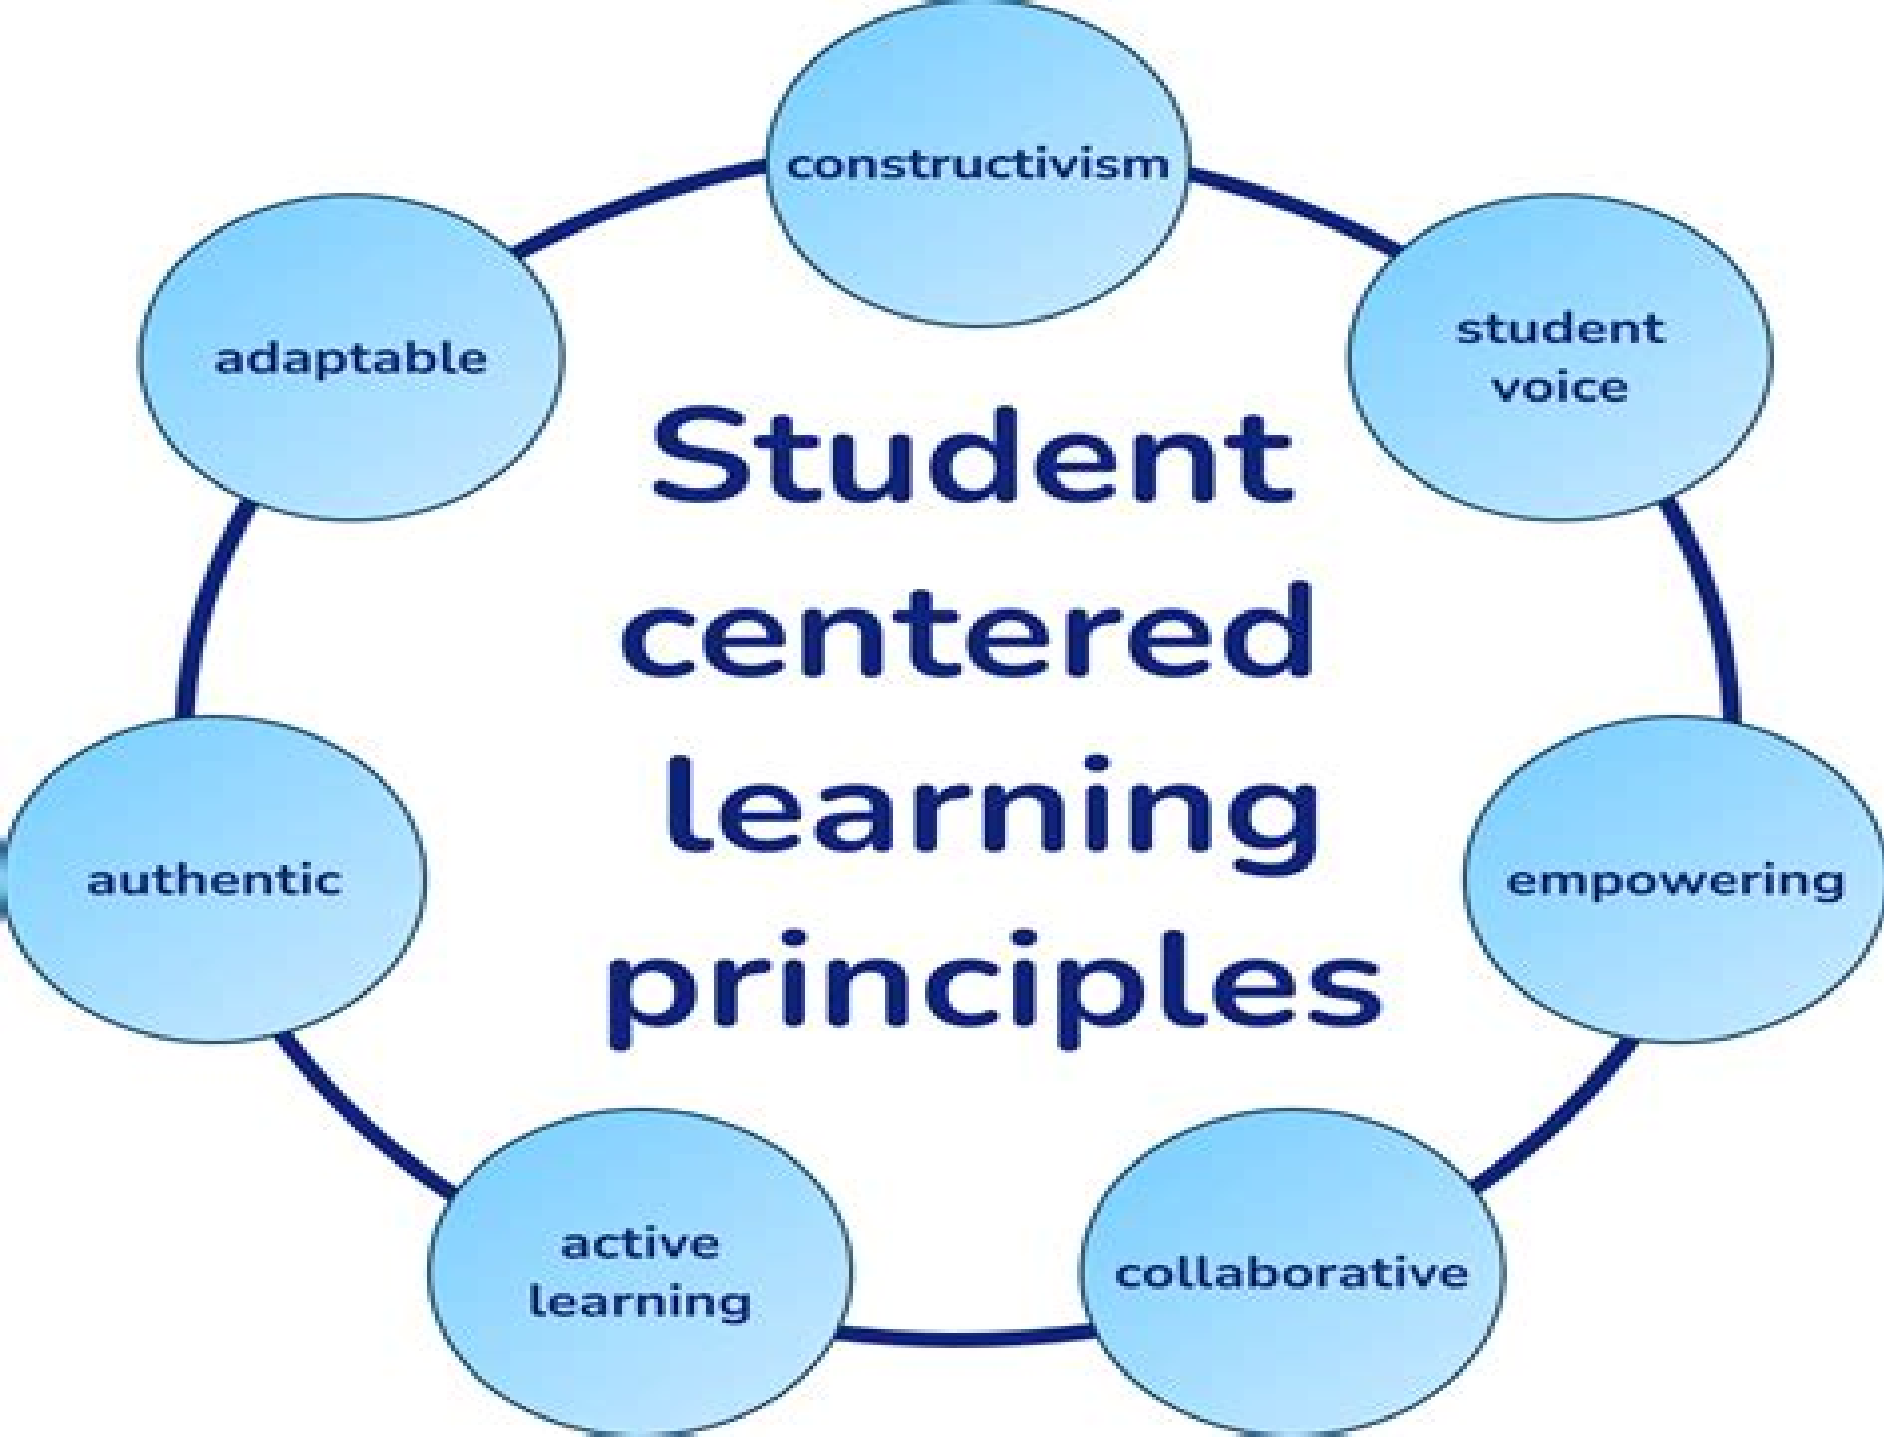 constructivism
student
voice
empowering
collaborative
active
learning
authentic
adaptable
Student
centered
learning
principles